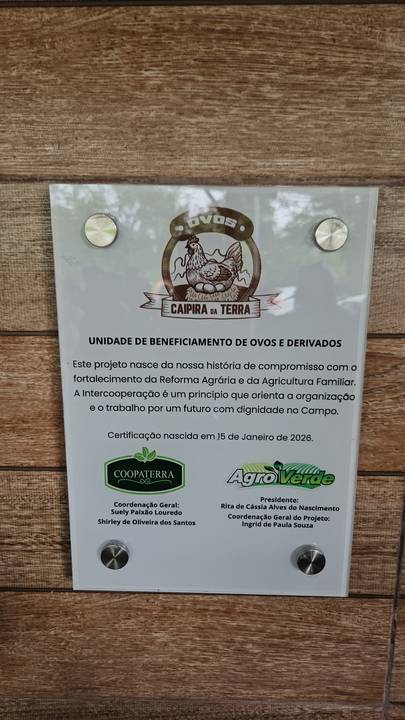 OVOS
CAIPIRA DA TERRA
UNIDADE DE BENEFICIAMENTO DE OVOS E DERIVADOS
Este projeto nasce da nossa história de compromisso com o
fortalecimento da Reforma Agrária e da Agricultura Familiar.
A Intercooperação é um princípio que orienta a organização
e o trabalho por um futuro com dignidade no Campo.
Certificação nascida em 15 de Janeiro de 2026.
COOPATERRA
Coordenação Geral:
Suely Paixão Louredo
Shirley de Oliveira dos Santos
Agro Verde
Presidente:
Rita de Cássia Alves do Nascimento
Coordenação Geral do Projeto:
Ingrid de Paula Souza